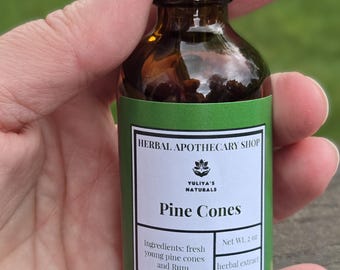 HERBAL APOTHECARY SHOP
YULIYA'S
NATURALS
Pine Cones
Ingredients: fresh
young pine cones
and Rum
Net Wt. 2 oz
herbal extract